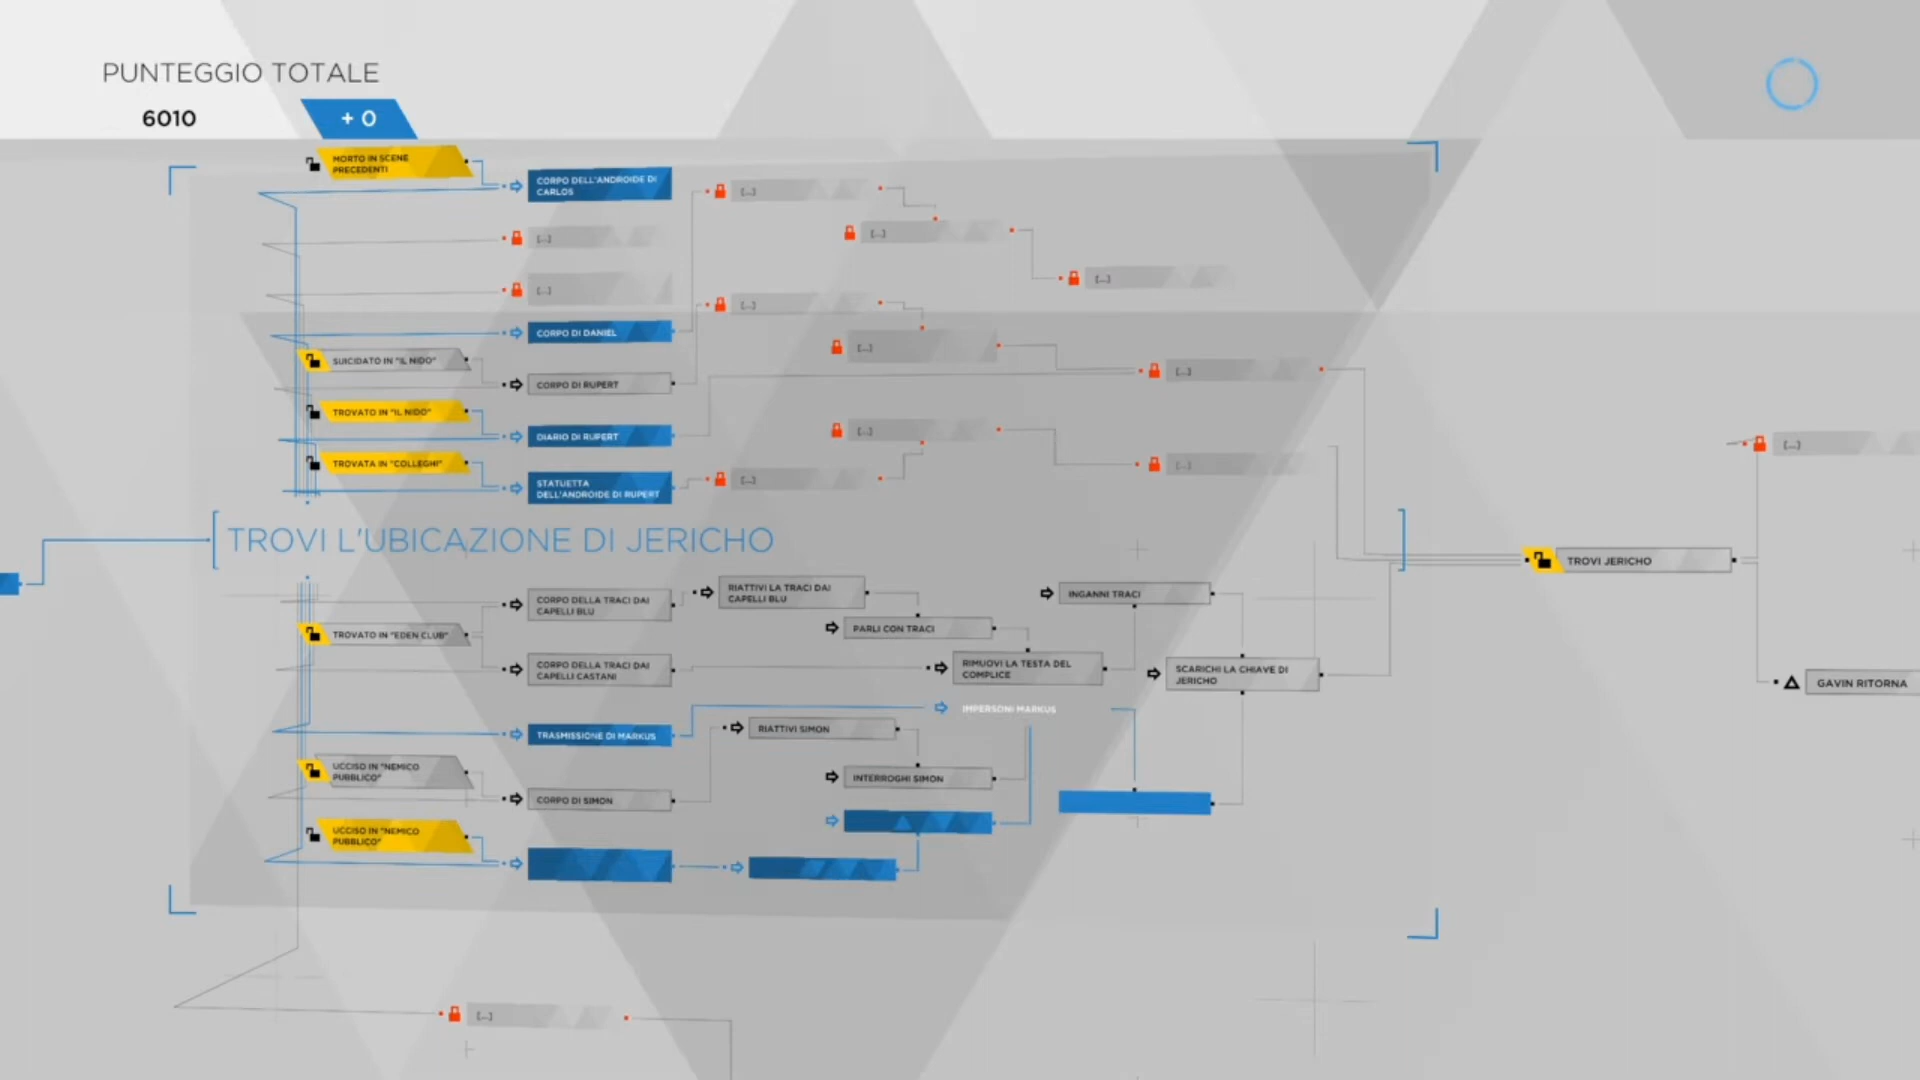 PUNTEGGIO TOTALE
6010
+ 0
MORTO IN SCENE
PRECEDENTI
CORPO DELL'ANDROIDE DI
CARLOS
[...]
[...]
[...]
[...]
[...]
CORPO DI DANIEL
[...]
[...]
SUICIDATO IN "IL NIDO"
CORPO DI RUPERT
[...]
TROVATO IN "IL NIDO"
DIARIO DI RUPERT
[...]
[...]
TROVATA IN "COLLEGHI"
[...]
STATUETTA
DELL'ANDROIDE DI RUPERT
[...]
TROVI L'UBICAZIONE DI JERICHO
TROVI JERICHO
CORPO DELLA TRACI DAI
CAPELLI BLU
RIATTIVI LA TRACI DAI
CAPELLI BLU
INGANNI TRACI
TROVATO IN "EDEN CLUB"
PARLI CON TRACI
CORPO DELLA TRACI DAI
CAPELLI CASTANI
RIMUOVI LA TESTA DEL
COMPLICE
SCARICHI LA CHIAVE DI
JERICHO
GAVIN RITORNA
IMPERSONI MARKUS
TRASMISSIONE DI MARKUS
RIATTIVI SIMON
UCCISO IN "NEMICO
PUBBLICO"
INTERROGHI SIMON
CORPO DI SIMON
UCCISO IN "NEMICO
PUBBLICO"
[...]